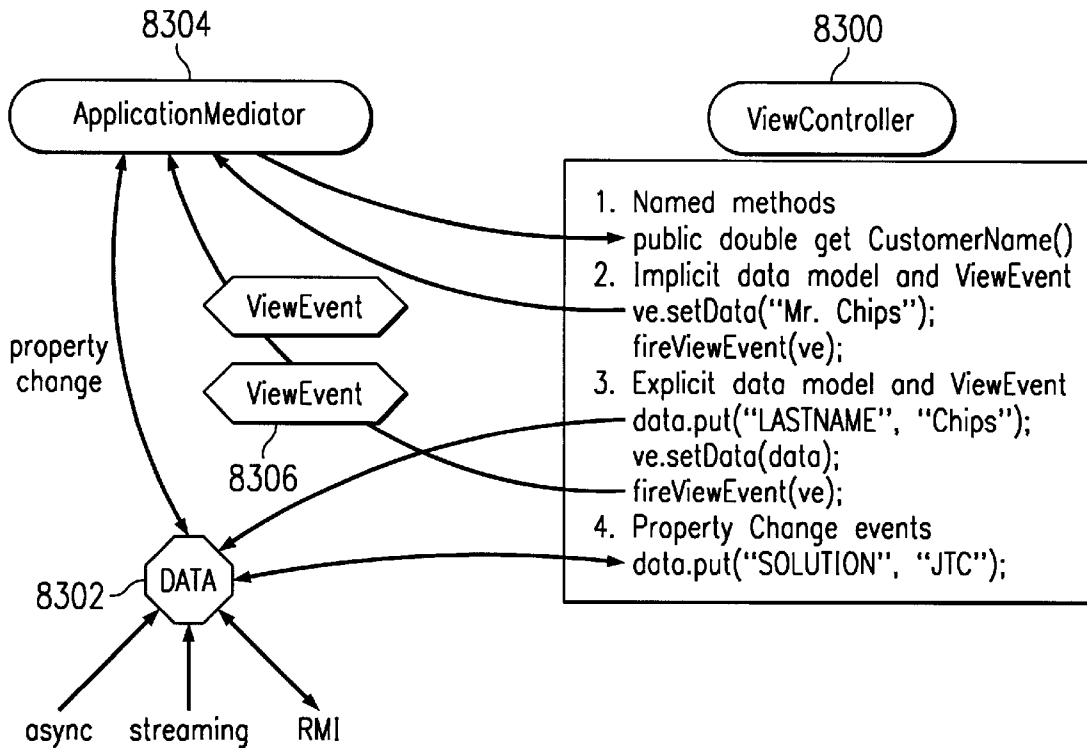 8304
8300
ApplicationMediator
ViewController
1. Named methods
public double get CustomerName()
2. Implicit data model and ViewEvent
ve.setData("Mr. Chips");
fireViewEvent(ve);
3. Explicit data model and ViewEvent
data.put("LASTNAME", "Chips");
ve.setData(data);
fireViewEvent(ve);
4. Property Change events
data.put("SOLUTION", "JTC");
ViewEvent
property
change
ViewEvent
8306
DATA
8302
async
streaming
RMI